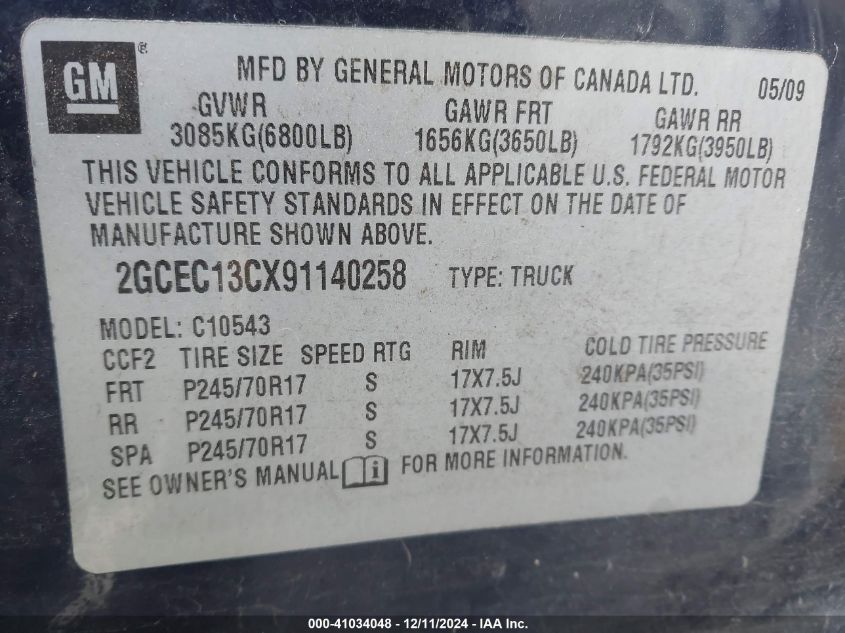 GM ®
MFD BY GENERAL MOTORS OF CANADA LTD. 05/09
GVWR GAWR FRT GAWR RR
3085KG(6800LB) 1656KG(3650LB) 1792KG(3950LB)
THIS VEHICLE CONFORMS TO ALL APPLICABLE U.S. FEDERAL MOTOR
VEHICLE SAFETY STANDARDS IN EFFECT ON THE DATE OF
MANUFACTURE SHOWN ABOVE.
2GCEC13CX91140258 TYPE: TRUCK
MODEL: C10543
CCF2 TIRE SIZE SPEED RTG RIM COLD TIRE PRESSURE
FRT P245/70R17 S 17X7.5J 240KPA(35PSI)
RR P245/70R17 S 17X7.5J 240KPA(35PSI)
SPA P245/70R17 S 17X7.5J 240KPA(35PSI)
SEE OWNER'S MANUAL i FOR MORE INFORMATION.
000-41034048 - 12/11/2024 - IAA Inc.